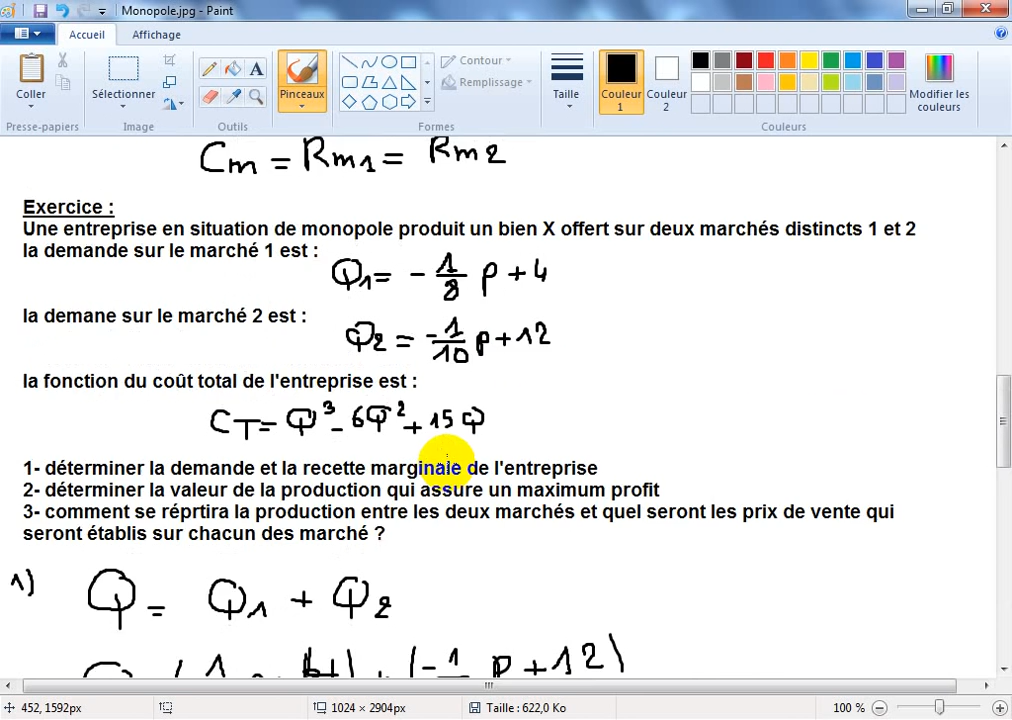 Monopole.jpg - Paint
Accueil Affichage
Coller
Sélectionner
Pinceaux
Contour
Remplissage
Taille
Couleur 1
Couleur 2
Modifier les couleurs
Presse-papiers Image Outils Formes Couleurs
Cm = Rm1 = Rm2
Exercice :
Une entreprise en situation de monopole produit un bien X offert sur deux marchés distincts 1 et 2
la demande sur le marché 1 est :
Q1 = - 1/8 p + 4
la demane sur le marché 2 est :
Q2 = - 1/10 p + 12
la fonction du coût total de l'entreprise est :
CT = Q³ - 6Q² + 15Q
1- déterminer la demande et la recette marginale de l'entreprise
2- déterminer la valeur de la production qui assure un maximum profit
3- comment se réprtira la production entre les deux marchés et quel seront les prix de vente qui
seront établis sur chacun des marché ?
1) Q = Q1 + Q2
+ (- 1 p + 12)
452, 1592px 1024 × 2904px Taille : 622,0 Ko 100 %